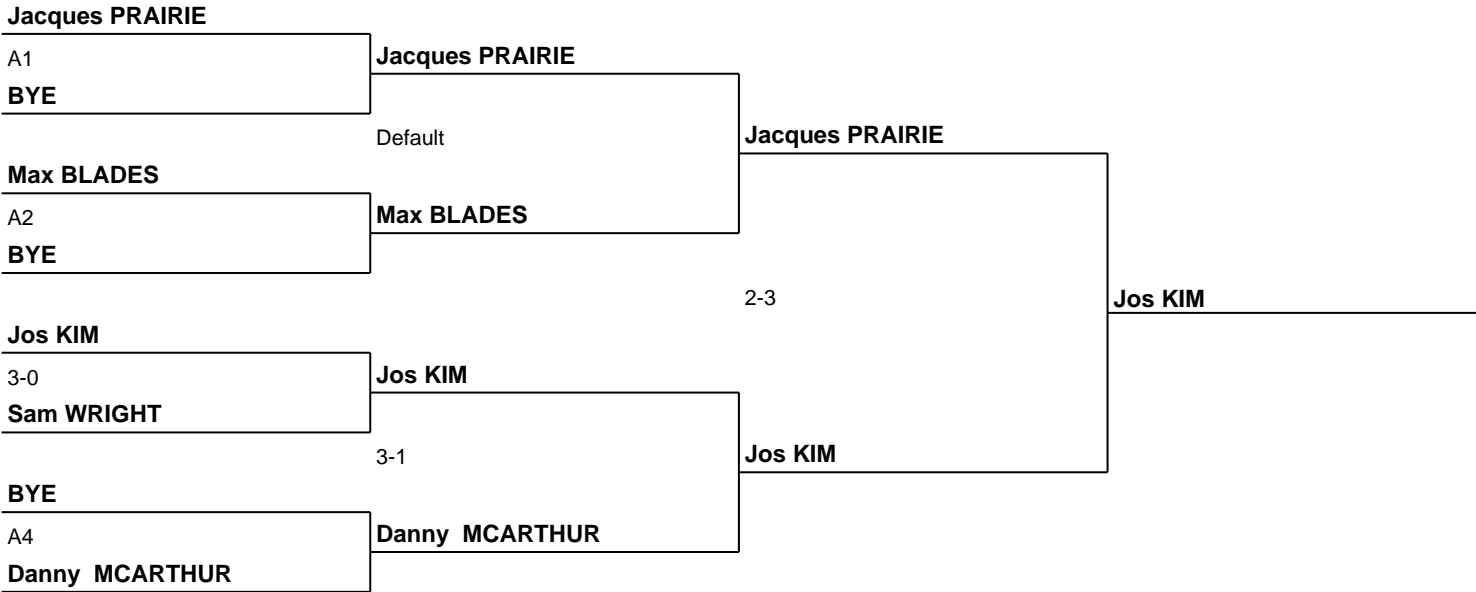 Jacques PRAIRIE
A1
BYE
Jacques PRAIRIE
Default
Max BLADES
A2
BYE
Max BLADES
Jacques PRAIRIE
2-3
Jos KIM
Jos KIM
3-0
Sam WRIGHT
Jos KIM
3-1
BYE
A4
Danny MCARTHUR
Danny MCARTHUR
Jos KIM